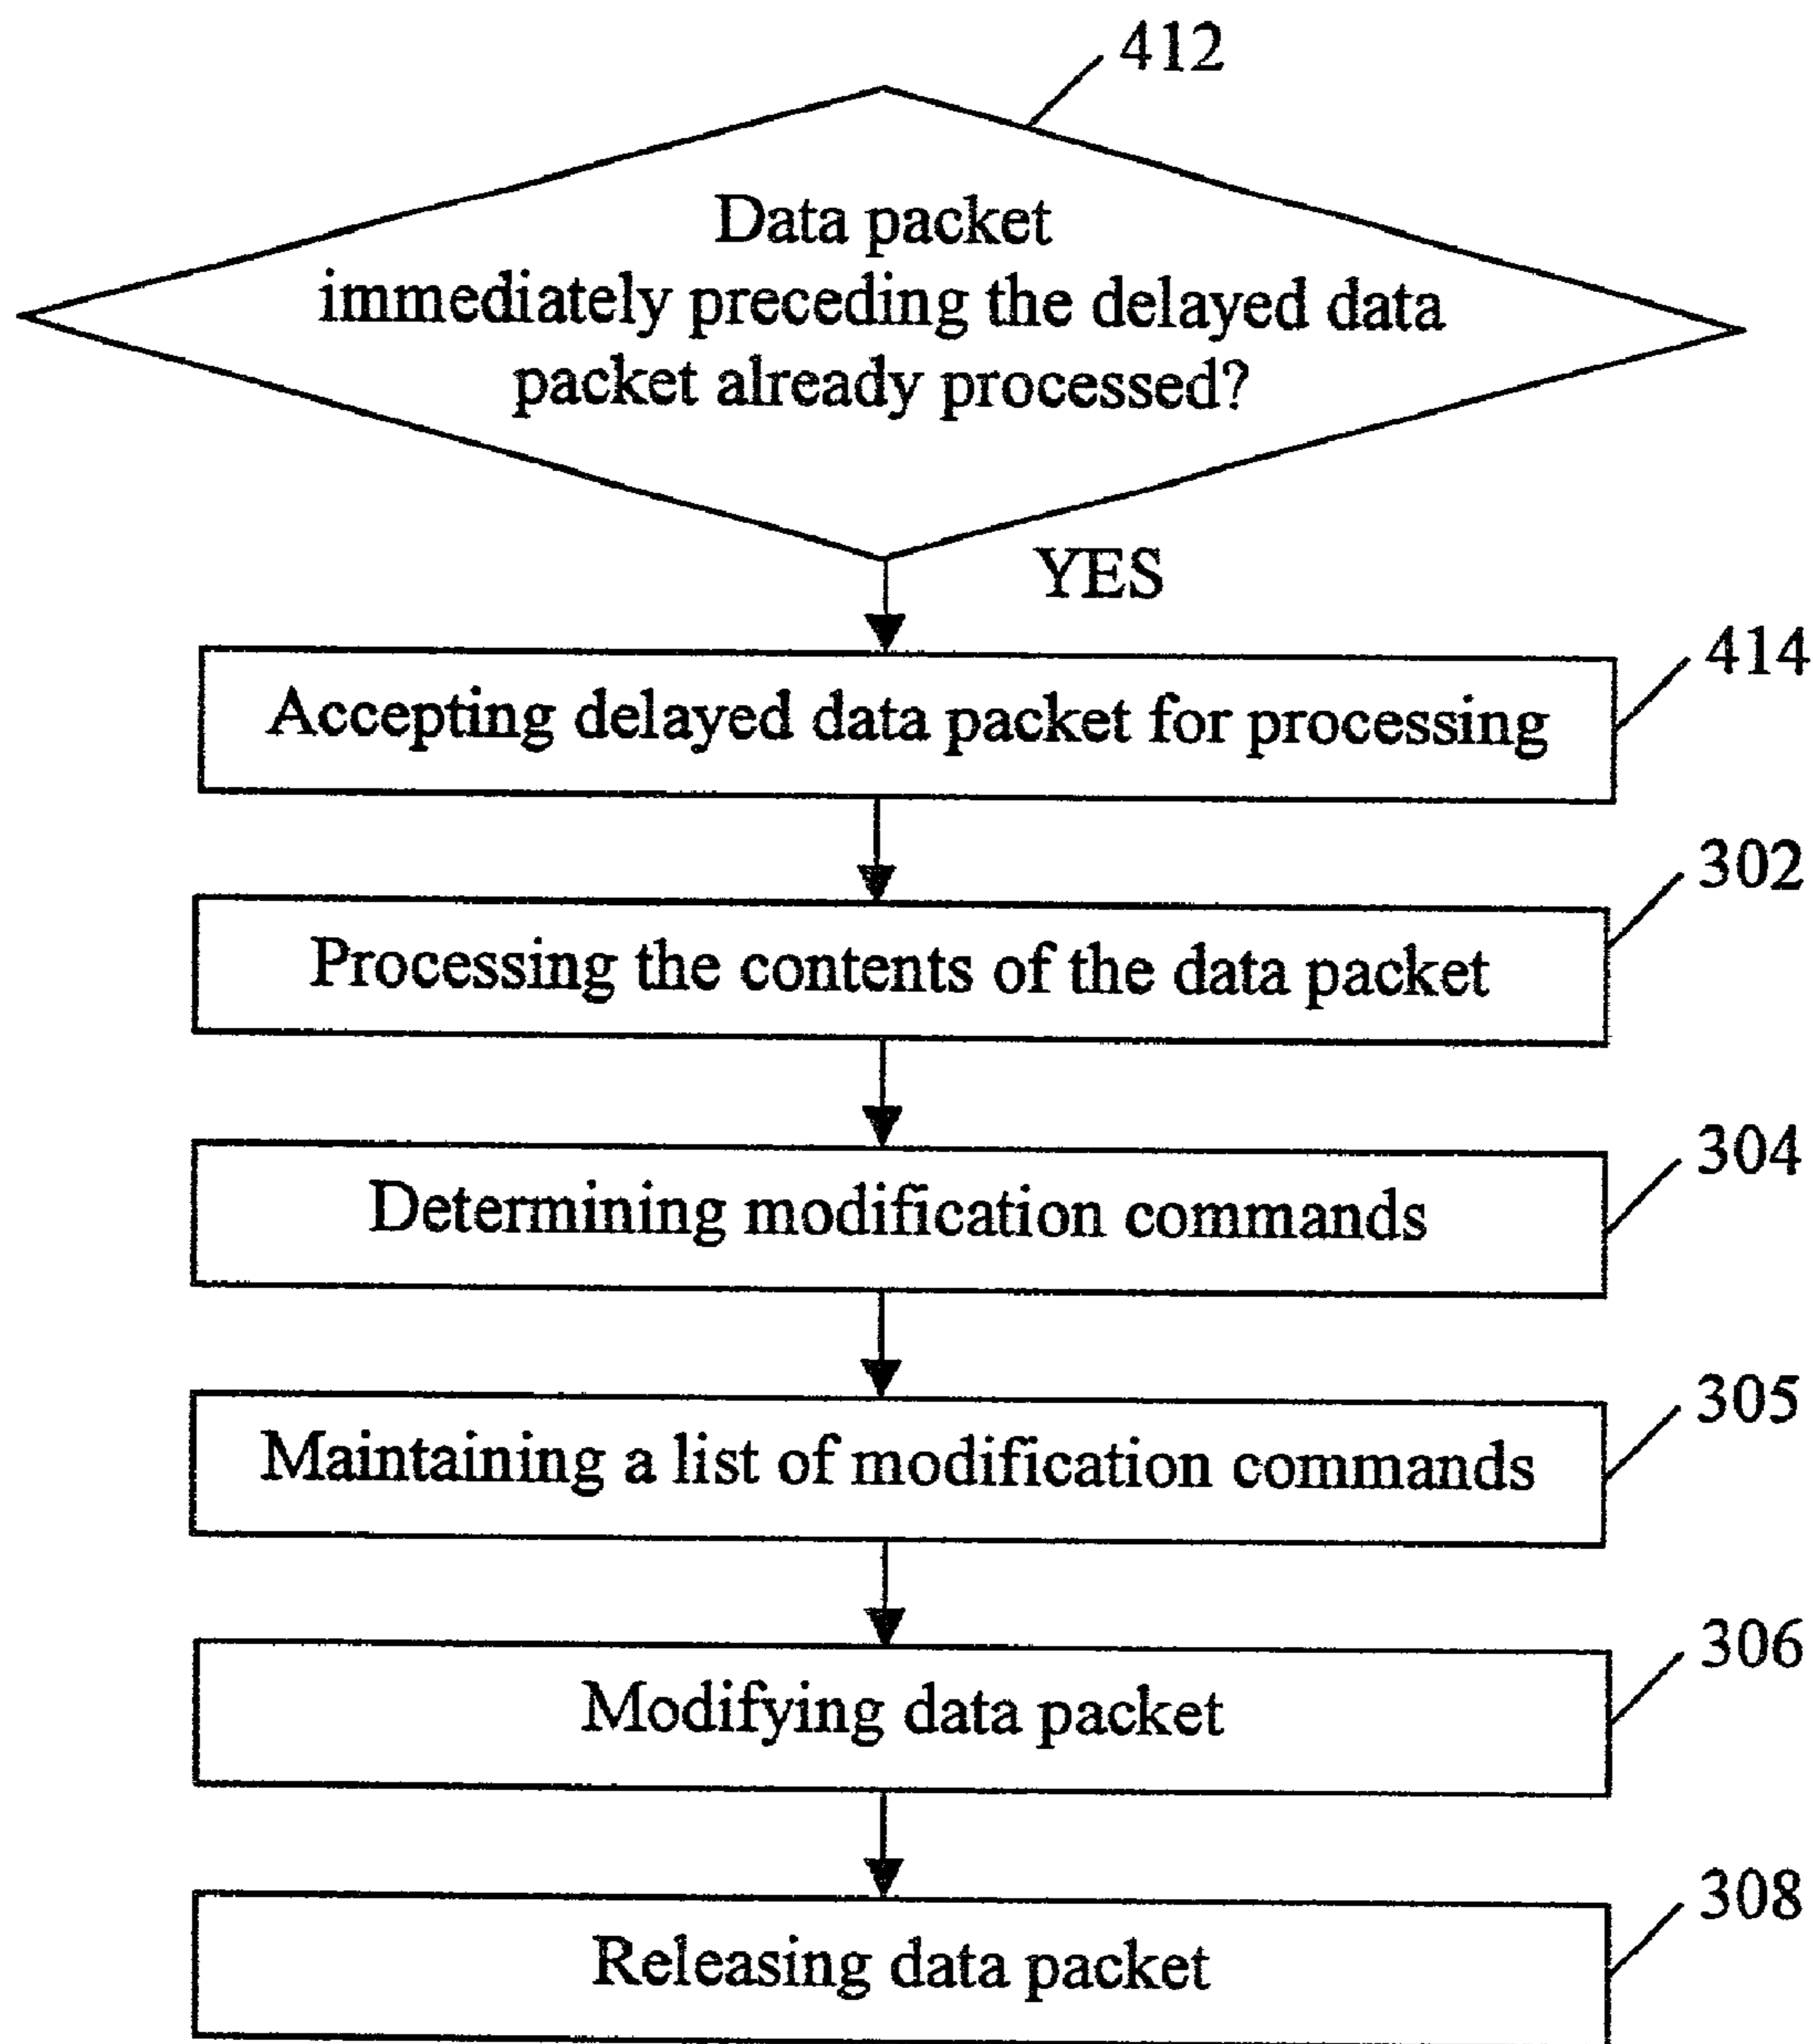 412
Data packet
immediately preceding the delayed data
packet already processed?
YES
414
Accepting delayed data packet for processing
302
Processing the contents of the data packet
304
Determining modification commands
305
Maintaining a list of modification commands
306
Modifying data packet
308
Releasing data packet